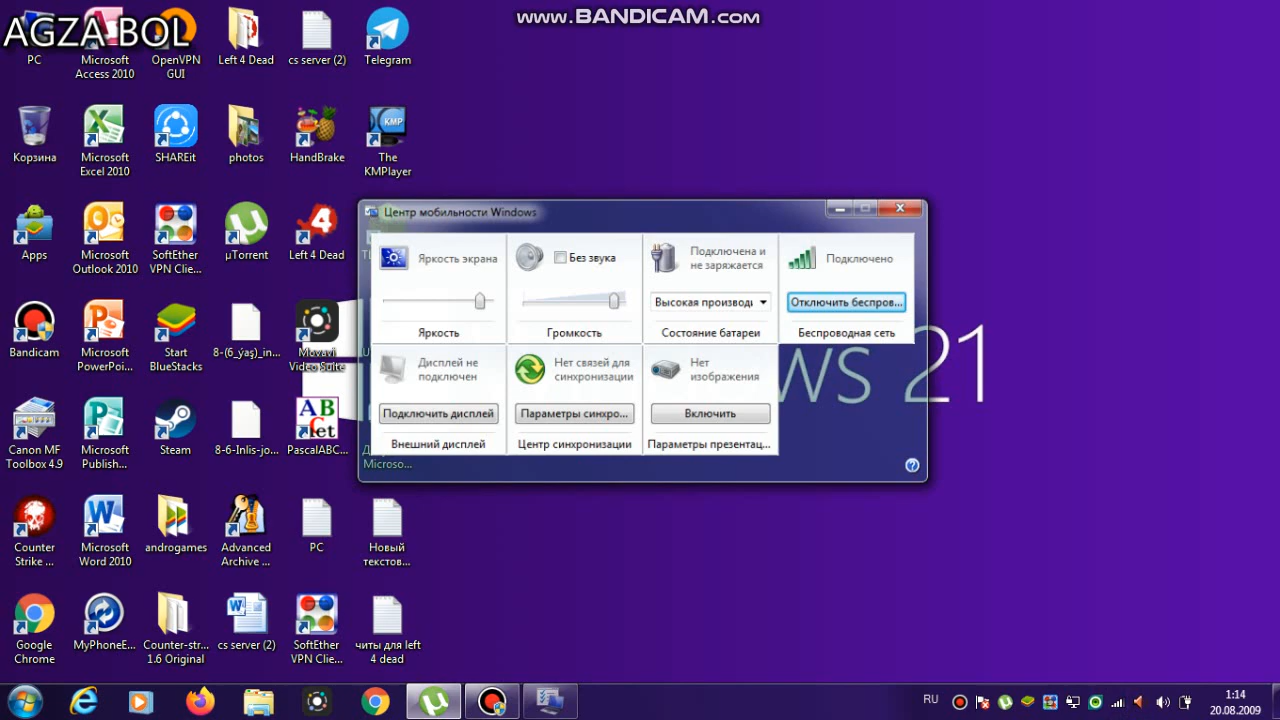 AGZA BOL
www.BANDICAM.com
PC
Microsoft
Access 2010
OpenVPN
GUI
Left 4 Dead
cs server (2)
Telegram
Корзина
Microsoft
Excel 2010
SHAREit
photos
HandBrake
The
KMPlayer
Apps
Microsoft
Outlook 2010
SoftEther
VPN Clie...
µTorrent
Left 4 Dead
Bandicam
Microsoft
PowerPoi...
Start
BlueStacks
8-(6_ýaş)_in...
Movavi
Video Suite
Canon MF
Toolbox 4.9
Microsoft
Publish...
Steam
8-6-Inlis-jo...
PascalABC...
Microso...
Counter
Strike ...
Microsoft
Word 2010
androgames
Advanced
Archive ...
PC
Новый
текстов...
Google
Chrome
MyPhoneE...
Counter-str...
1.6 Original
cs server (2)
SoftEther
VPN Clie...
читы для left
4 dead
Центр мобильности Windows
Яркость экрана
Яркость
Без звука
Громкость
Подключена и
не заряжается
Высокая производи
Состояние батареи
Подключено
Отключить беспров...
Беспроводная сеть
Дисплей не
подключен
Подключить дисплей
Внешний дисплей
Нет связей для
синхронизации
Параметры синхро...
Центр синхронизации
Нет
изображения
Включить
Параметры презентац...
WS 21
RU
1:14
20.08.2009